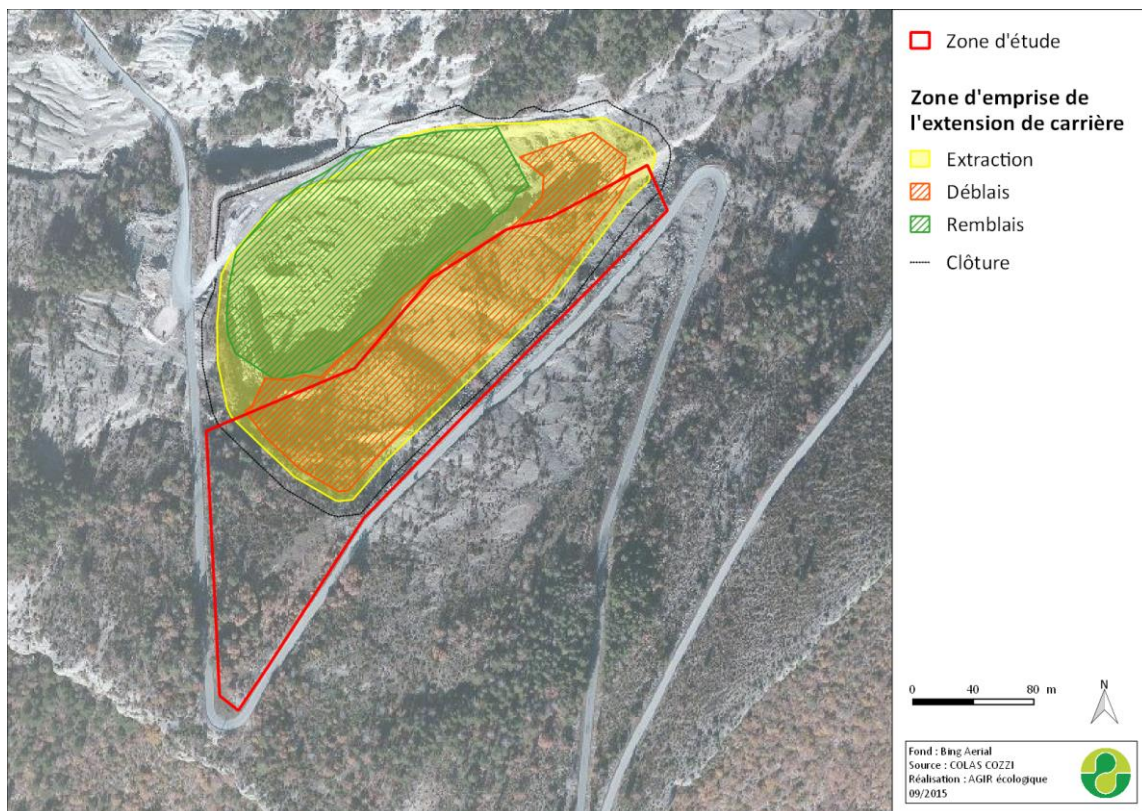 Zone d'étude
Zone d'emprise de
l'extension de carrière
Extraction
Déblais
Remblais
Clôture
0 40 80 m
N
Fond : Bing Aerial
Source : COLAS COZZI
Réalisation : AGIR écologique
09/2015